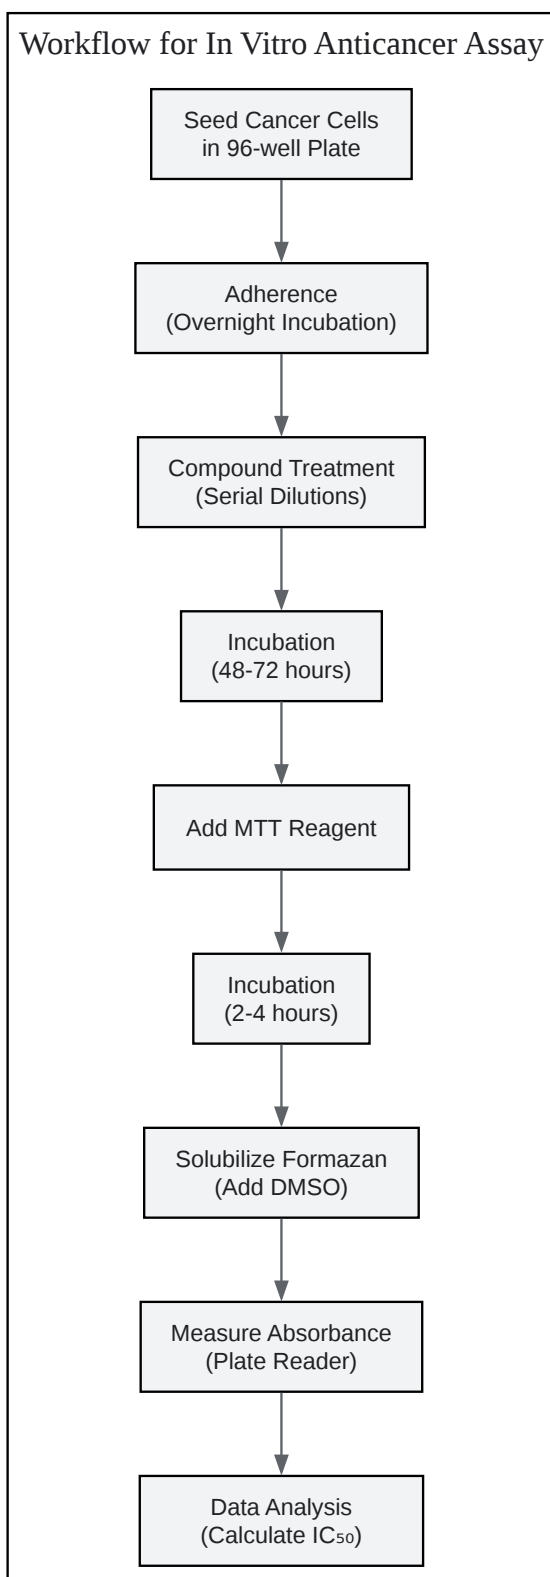 Workflow for In Vitro Anticancer Assay
Seed Cancer Cells
in 96-well Plate
Adherence
(Overnight Incubation)
Compound Treatment
(Serial Dilutions)
Incubation
(48-72 hours)
Add MTT Reagent
Incubation
(2-4 hours)
Solubilize Formazan
(Add DMSO)
Measure Absorbance
(Plate Reader)
Data Analysis
(Calculate IC₅₀)